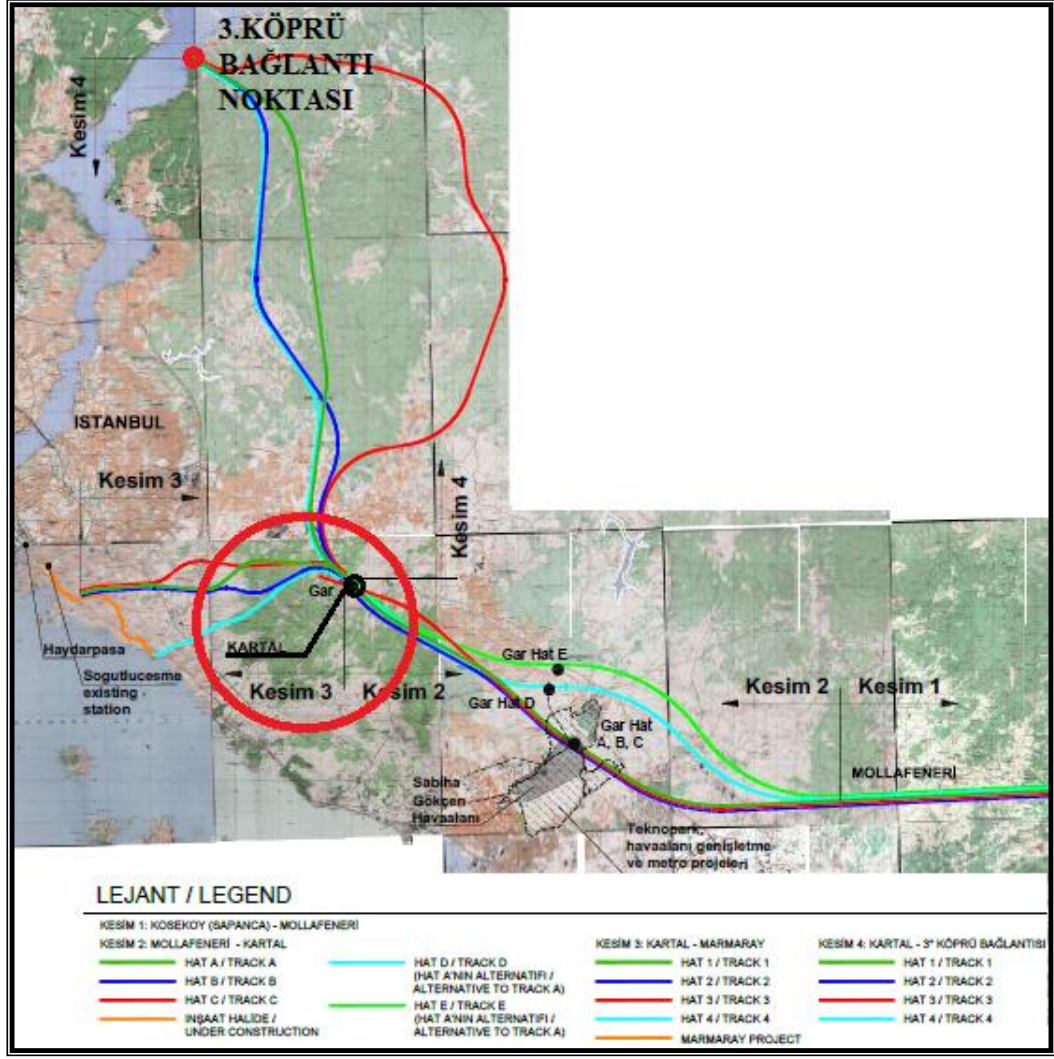 3.KÖPRÜ
BAĞLANTI
NOKTASI
Kesim 4
ISTANBUL
Kesim 3
Kesim 4
Gar
KARTAL
Haydarpasa
Sogutlucesme
existing
station
Kesim 3
Kesim 2
Gar Hat E
Gar Hat D
Gar Hat
A, B, C
Kesim 2
Kesim 1
MOLLAFENERİ
Sabiha
Gökçen
Havaalanı
Teknopark,
havaalanı genişletme
ve metro projeleri
LEJANT / LEGEND
KESİM 1: KOSEKOY (SAPANCA) - MOLLAFENERİ
KESİM 2: MOLLAFENERİ - KARTAL
HAT A / TRACK A
HAT B / TRACK B
HAT C / TRACK C
INŞAAT HALİDE /
UNDER CONSTRUCTION
HAT D / TRACK D
(HAT A'NIN ALTERNATIFI /
ALTERNATIVE TO TRACK A)
HAT E / TRACK E
(HAT A'NIN ALTERNATIFI /
ALTERNATIVE TO TRACK A)
KESİM 3: KARTAL - MARMARAY
HAT 1 / TRACK 1
HAT 2 / TRACK 2
HAT 3 / TRACK 3
HAT 4 / TRACK 4
MARMARAY PROJECT
KESİM 4: KARTAL - 3° KÖPRÜ BAĞLANTISI
HAT 1 / TRACK 1
HAT 2 / TRACK 2
HAT 3 / TRACK 3
HAT 4 / TRACK 4